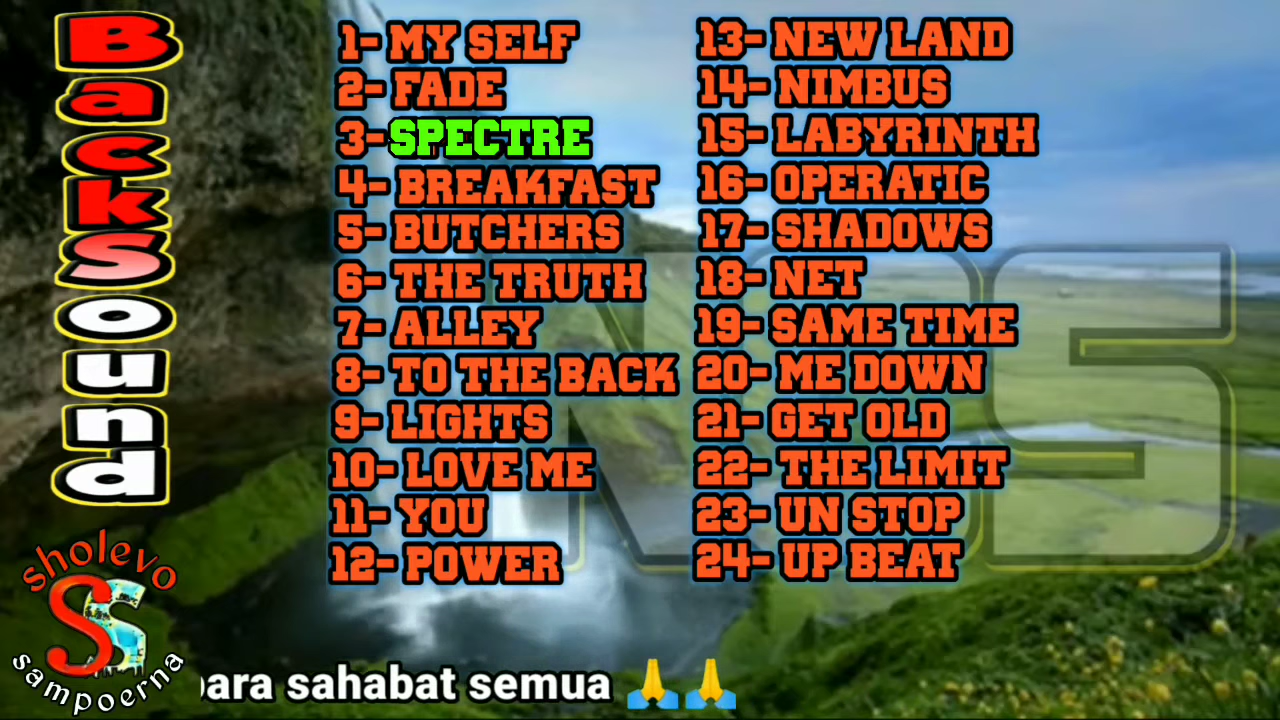 Backsound
1- MY SELF
2- FADE
3- SPECTRE
4- BREAKFAST
5- BUTCHERS
6- THE TRUTH
7- ALLEY
8- TO THE BACK
9- LIGHTS
10- LOVE ME
11- YOU
12- POWER
13- NEW LAND
14- NIMBUS
15- LABYRINTH
16- OPERATIC
17- SHADOWS
18- NET
19- SAME TIME
20- ME DOWN
21- GET OLD
22- THE LIMIT
23- UN STOP
24- UP BEAT
sholevo
SS
sampoerna
para sahabat semua 🙏🙏